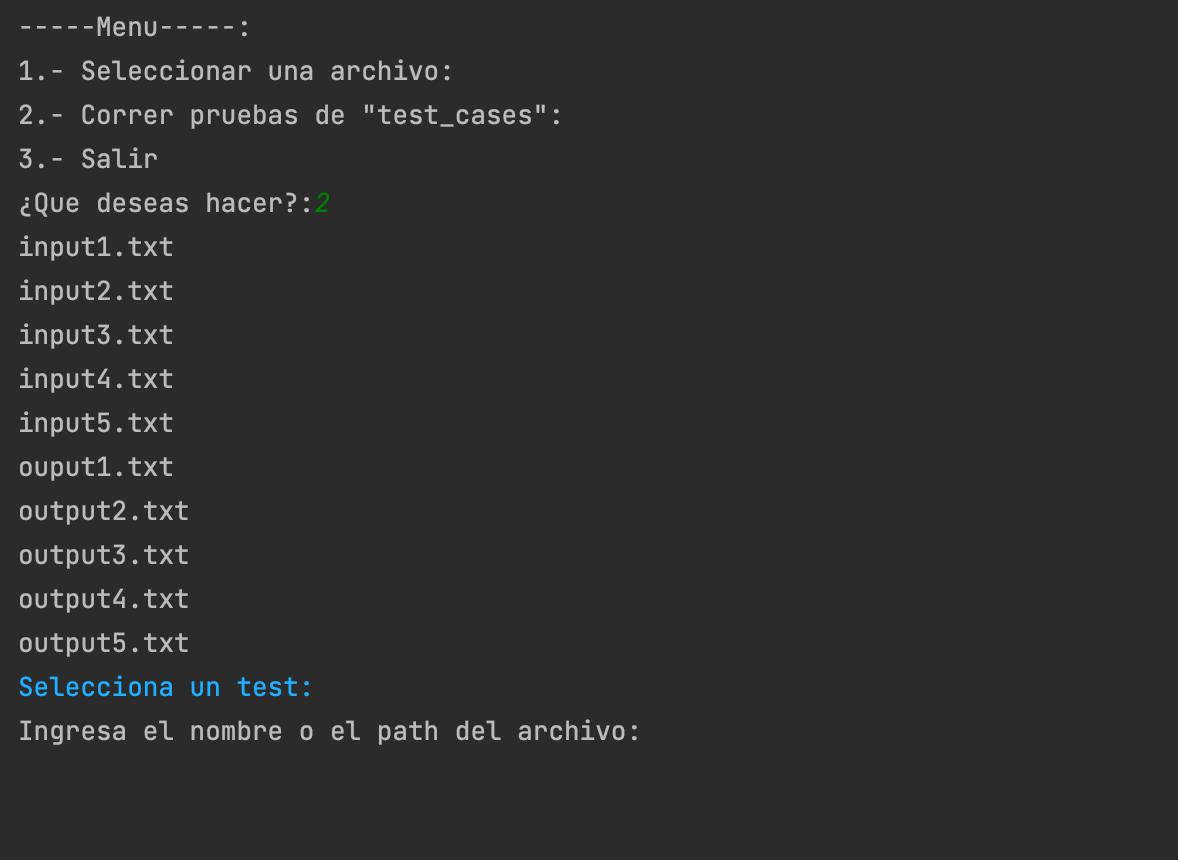 -----Menu-----:
1.- Seleccionar una archivo:
2.- Correr pruebas de "test_cases":
3.- Salir
¿Que deseas hacer?:2
input1.txt
input2.txt
input3.txt
input4.txt
input5.txt
ouput1.txt
output2.txt
output3.txt
output4.txt
output5.txt
Selecciona un test:
Ingresa el nombre o el path del archivo: